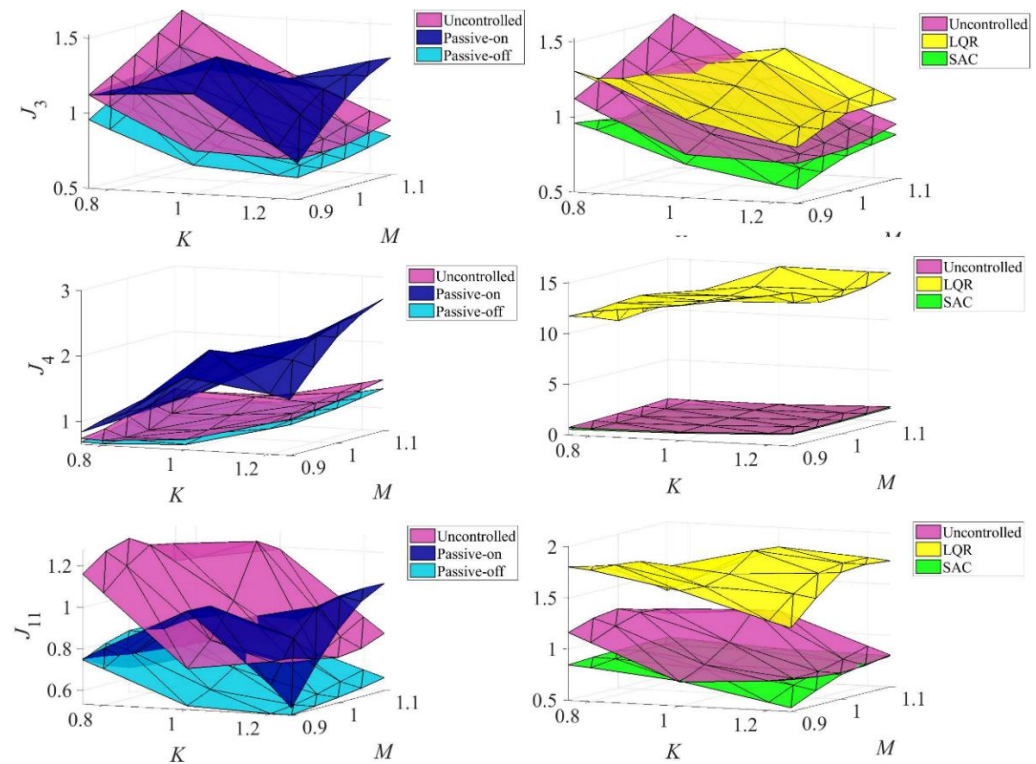 Uncontrolled
Passive-on
Passive-off
1.5
1
0.5
J3
0.8
1
1.2
K
0.9
1
1.1
M
Uncontrolled
LQR
SAC
1.5
1
0.5
0.8
1
1.2
0.9
1
1.1
M
Uncontrolled
Passive-on
Passive-off
3
2
1
J4
0.8
1
1.2
K
0.9
1
1.1
M
Uncontrolled
LQR
SAC
15
10
5
0
0.8
1
1.2
K
0.9
1
1.1
M
Uncontrolled
Passive-on
Passive-off
1.2
1
0.8
0.6
J11
0.8
1
1.2
K
0.9
1
1.1
M
Uncontrolled
LQR
SAC
2
1.5
1
0.5
0.8
1
1.2
K
0.9
1
1.1
M